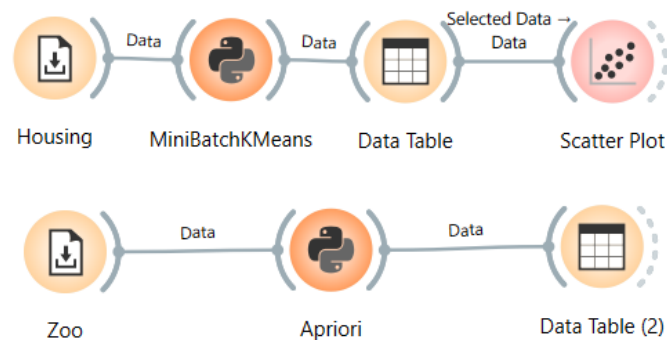 Selected Data →
Data
Data
Data
Housing
MiniBatchKMeans
Data Table
Scatter Plot
Data
Data
Zoo
Apriori
Data Table (2)